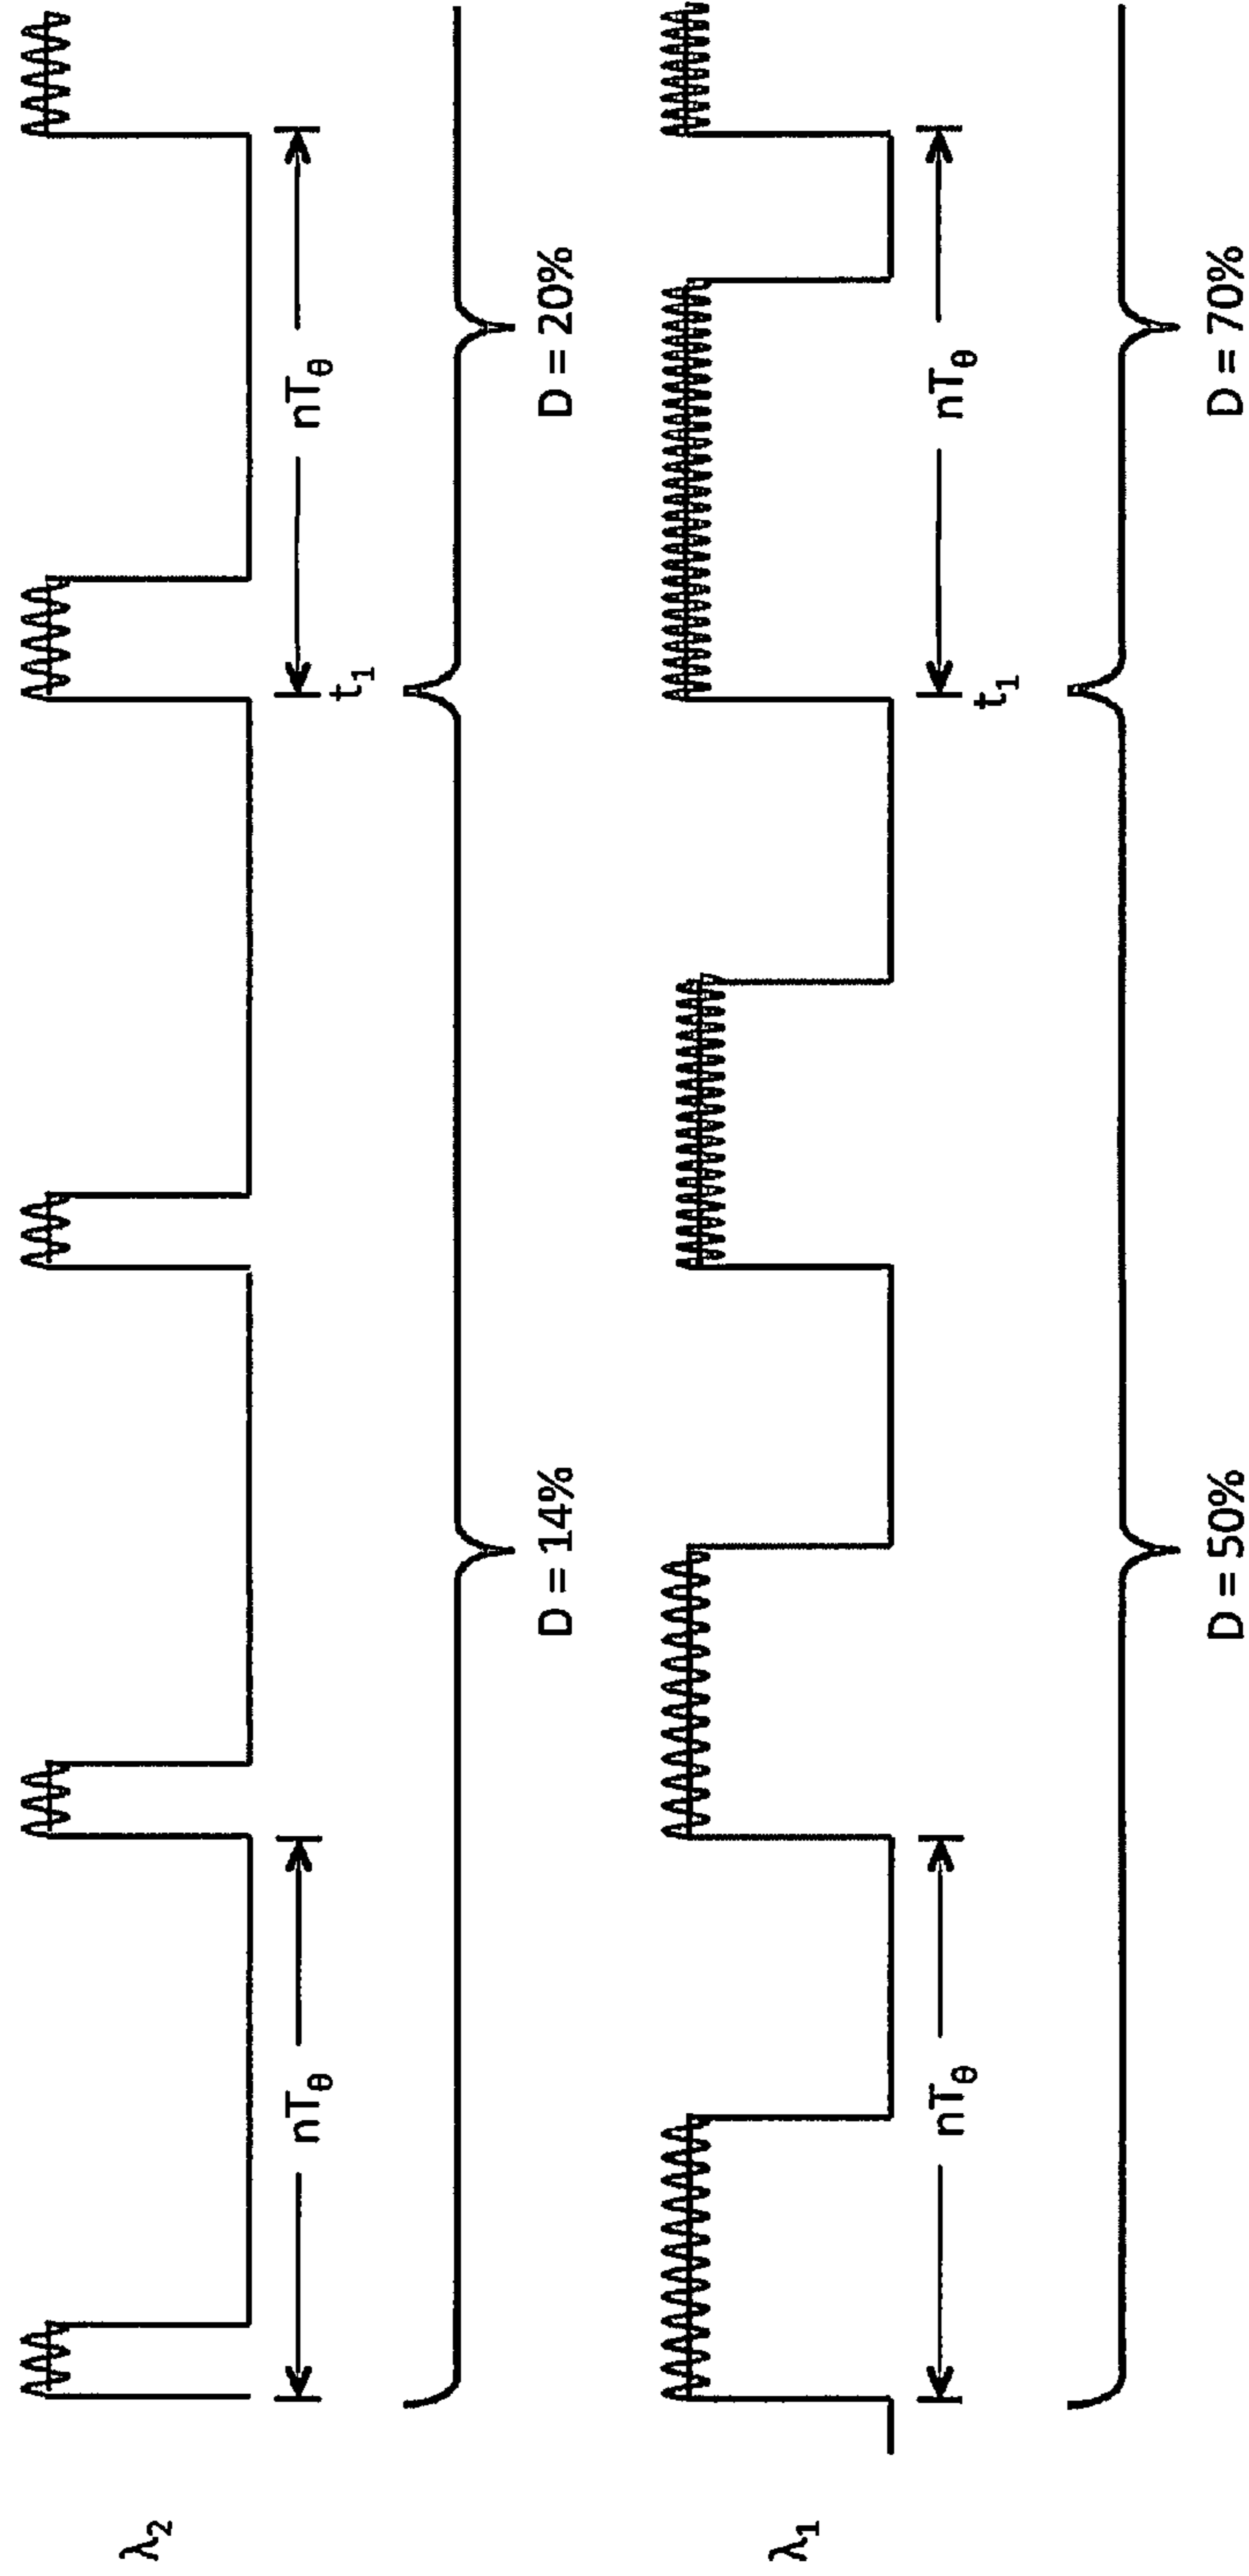 λ₂
nTθ
nTθ
t₁
D = 14%
D = 20%
λ₁
nTθ
nTθ
t₁
D = 50%
D = 70%